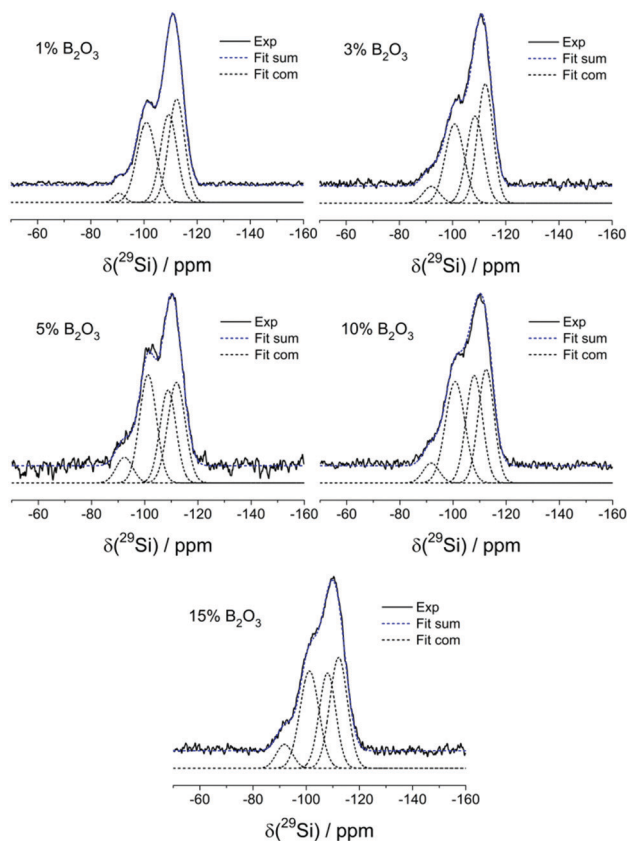 1% B₂O₃
Exp
Fit sum
Fit com
-60 -80 -100 -120 -140 -160
δ(²⁹Si) / ppm
3% B₂O₃
Exp
Fit sum
Fit com
-60 -80 -100 -120 -140 -160
δ(²⁹Si) / ppm
5% B₂O₃
Exp
Fit sum
Fit com
-60 -80 -100 -120 -140 -160
δ(²⁹Si) / ppm
10% B₂O₃
Exp
Fit sum
Fit com
-60 -80 -100 -120 -140 -160
δ(²⁹Si) / ppm
15% B₂O₃
Exp
Fit sum
Fit com
-60 -80 -100 -120 -140 -160
δ(²⁹Si) / ppm